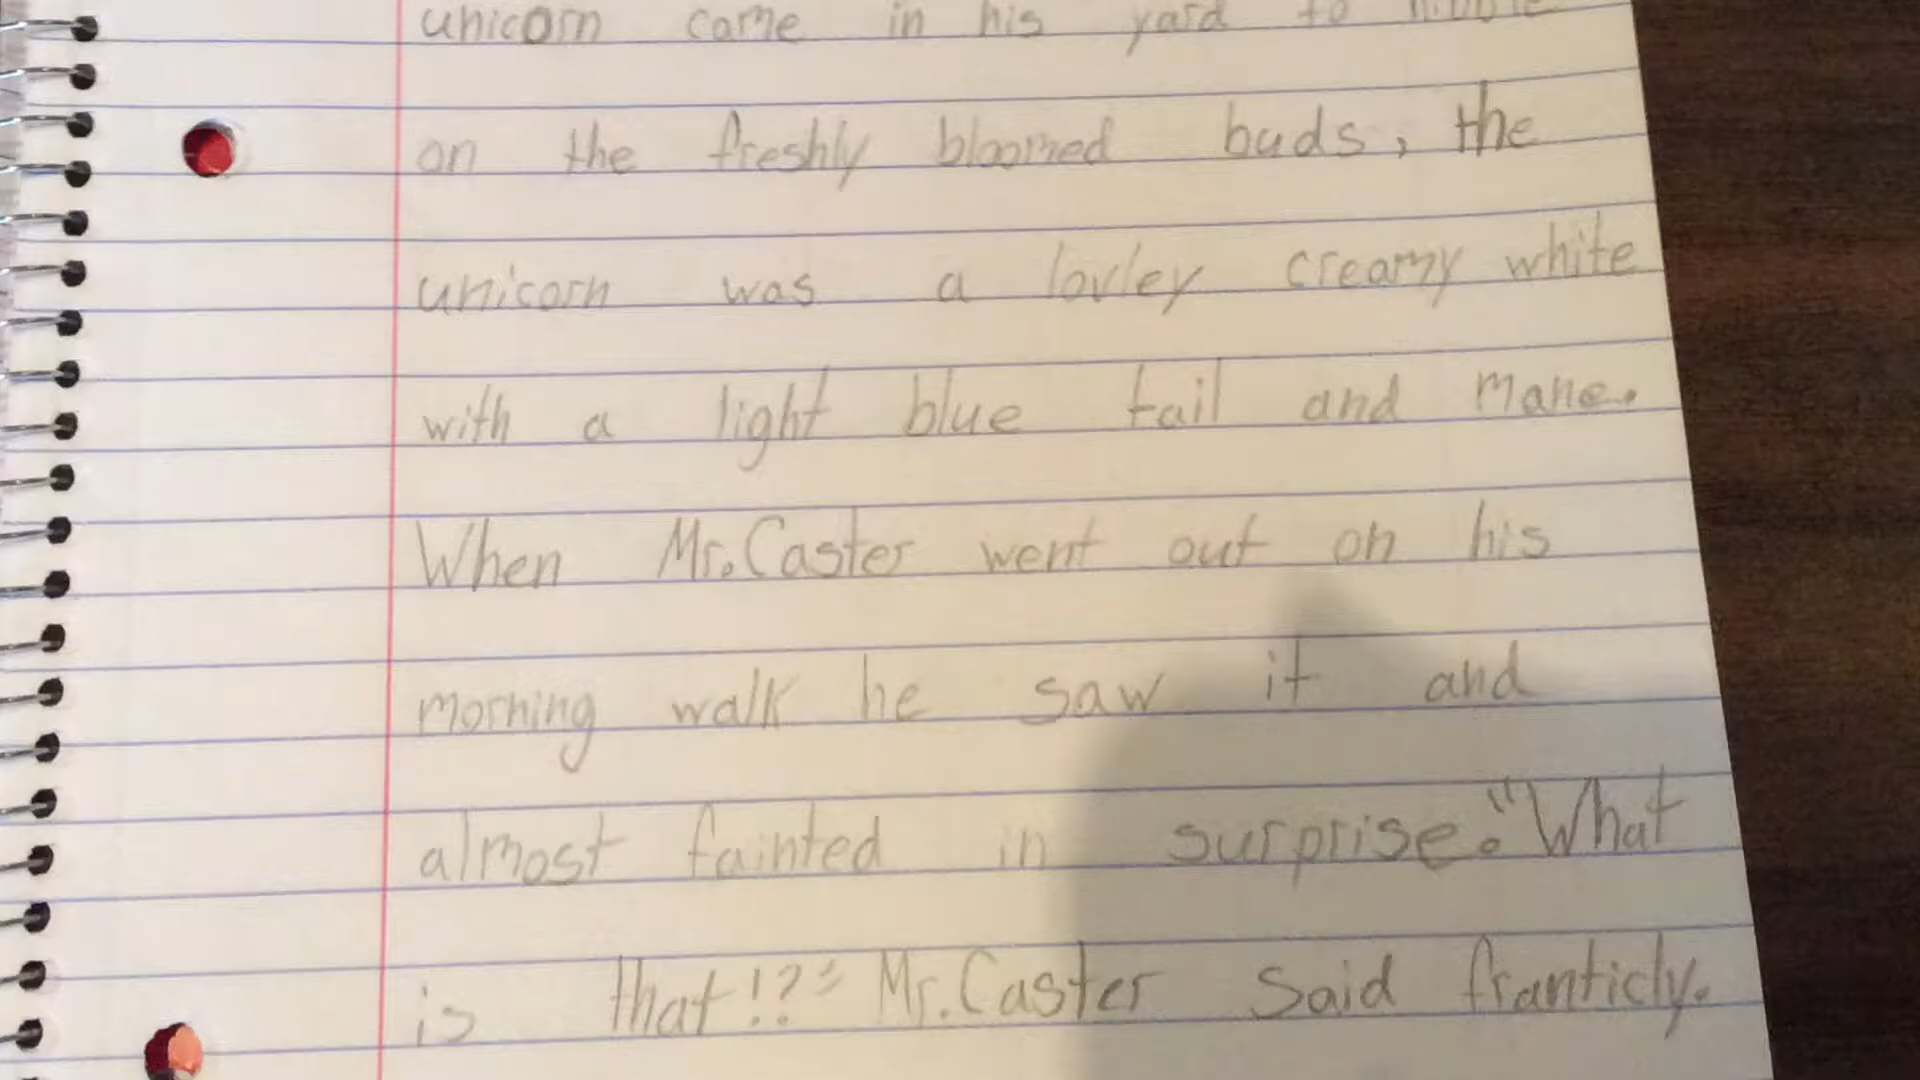 unicorn came in his yard to nibble
on the freshly bloomed buds, the
unicorn was a lovley creamy white
with a light blue tail and mane.
When Mr. Caster went out on his
morning walk he saw it and
almost fainted in surprise. "What
is that!?" Mr. Caster said franticly.